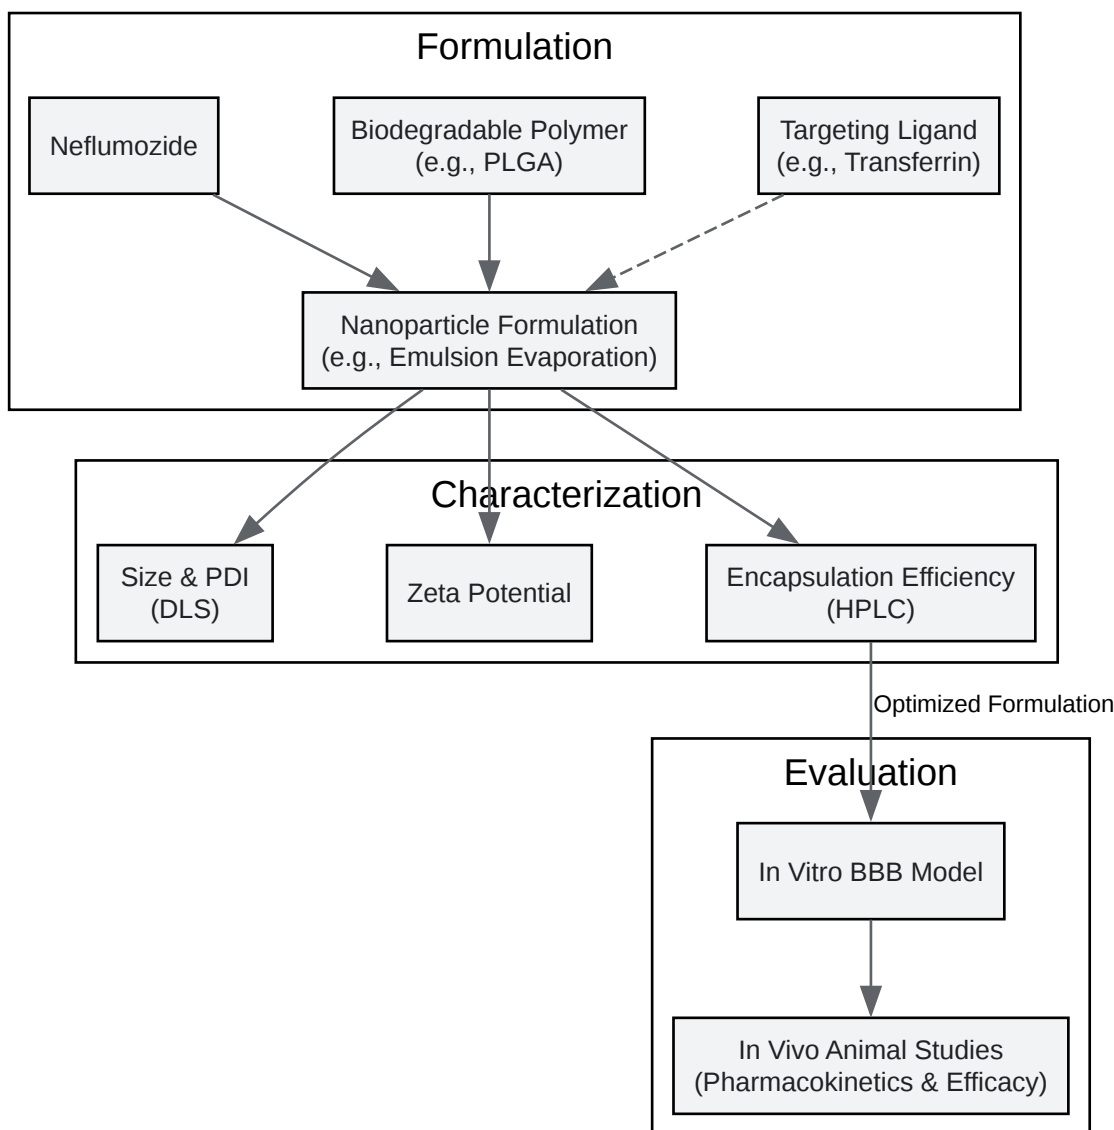 Formulation
Neflumozide
Biodegradable Polymer
(e.g., PLGA)
Targeting Ligand
(e.g., Transferrin)
Nanoparticle Formulation
(e.g., Emulsion Evaporation)
Characterization
Size & PDI
(DLS)
Zeta Potential
Encapsulation Efficiency
(HPLC)
Optimized Formulation
Evaluation
In Vitro BBB Model
In Vivo Animal Studies
(Pharmacokinetics & Efficacy)